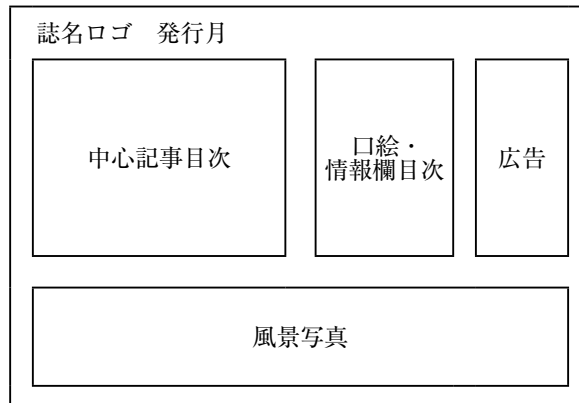 誌名ロゴ　発行月
中心記事目次
口絵・
情報欄目次
広告
風景写真